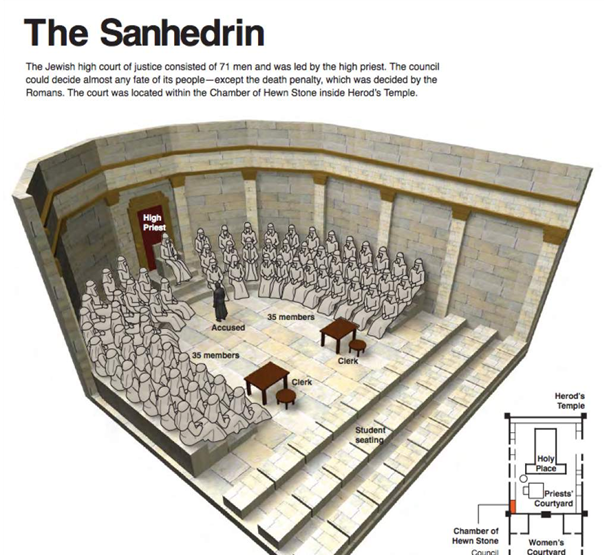 The Sanhedrin
The Jewish high court of justice consisted of 71 men and was led by the high priest. The council
could decide almost any fate of its people—except the death penalty, which was decided by the
Romans. The court was located within the Chamber of Hewn Stone inside Herod's Temple.
High
Priest
Accused
35 members
35 members
Clerk
Clerk
Student
seating
Herod's
Temple
Holy
Place
Priests'
Courtyard
Chamber of
Hewn Stone
Council
Women's
Courtyard